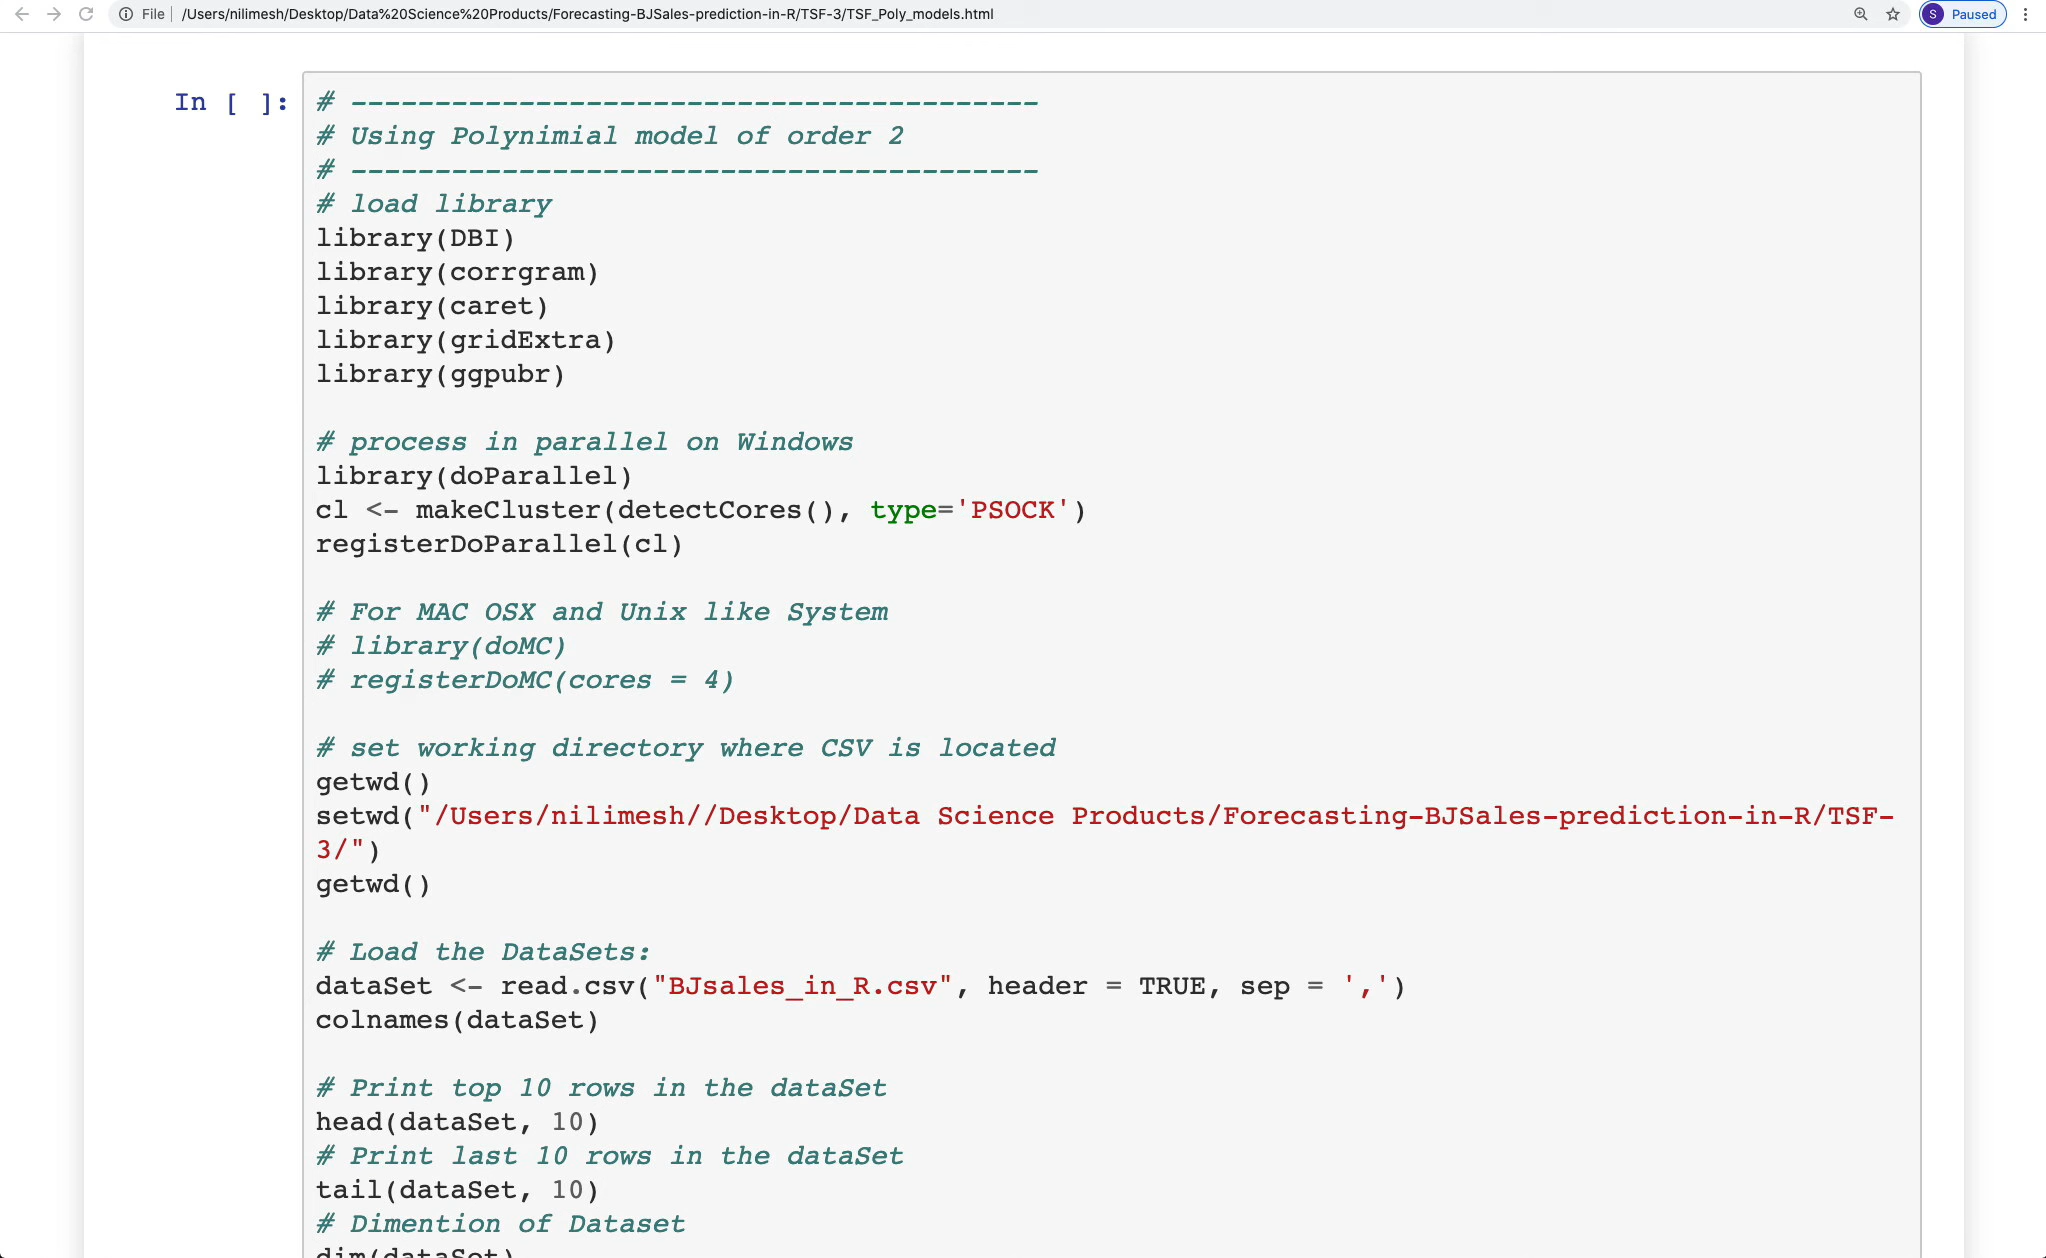 File | /Users/nilimesh/Desktop/Data%20Science%20Products/Forecasting-BJSales-prediction-in-R/TSF-3/TSF_Poly_models.html
S Paused
In [ ]:
# -----------------------------------------
# Using Polynimial model of order 2
# -----------------------------------------
# load library
library(DBI)
library(corrgram)
library(caret)
library(gridExtra)
library(ggpubr)
# process in parallel on Windows
library(doParallel)
cl <- makeCluster(detectCores(), type='PSOCK')
registerDoParallel(cl)
# For MAC OSX and Unix like System
# library(doMC)
# registerDoMC(cores = 4)
# set working directory where CSV is located
getwd()
setwd("/Users/nilimesh//Desktop/Data Science Products/Forecasting-BJSales-prediction-in-R/TSF-
3/")
getwd()
# Load the DataSets:
dataSet <- read.csv("BJsales_in_R.csv", header = TRUE, sep = ',')
colnames(dataSet)
# Print top 10 rows in the dataSet
head(dataSet, 10)
# Print last 10 rows in the dataSet
tail(dataSet, 10)
# Dimention of Dataset
dim(dataSet)